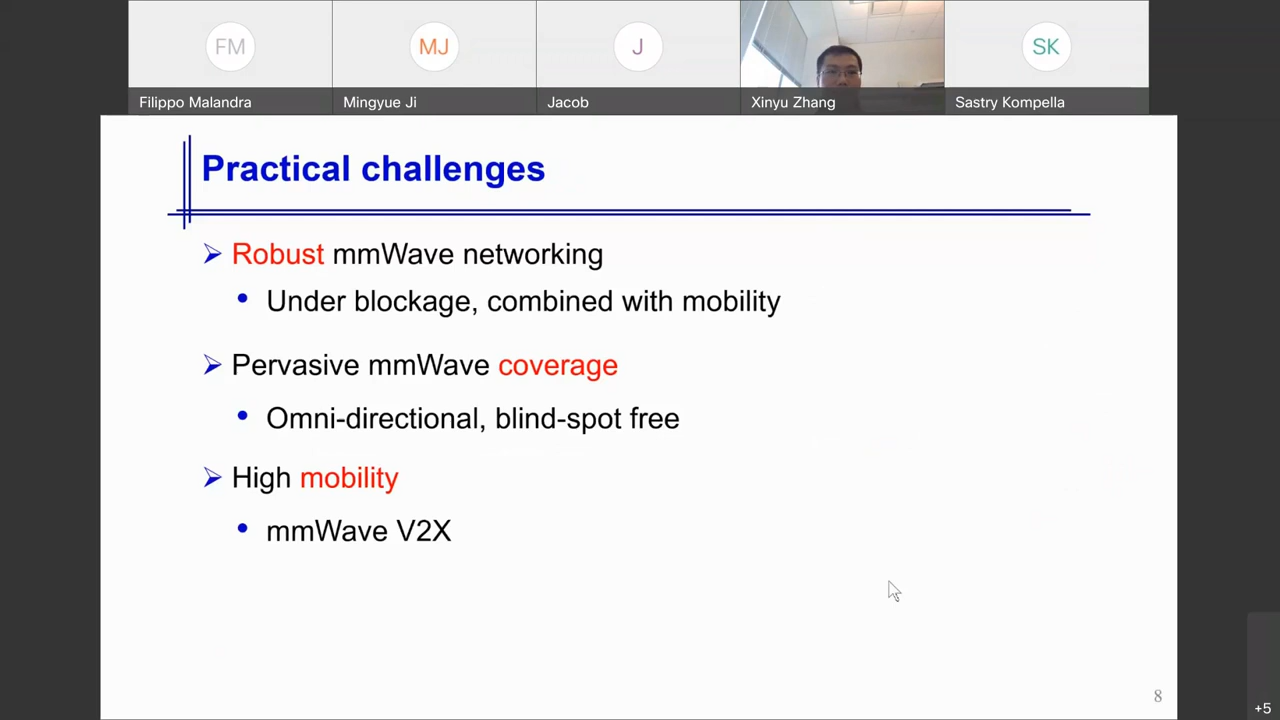 FM
MJ
J
SK
Filippo Malandra
Mingyue Ji
Jacob
Xinyu Zhang
Sastry Kompella
Practical challenges
Robust mmWave networking
Under blockage, combined with mobility
Pervasive mmWave coverage
Omni-directional, blind-spot free
High mobility
mmWave V2X
8
+5